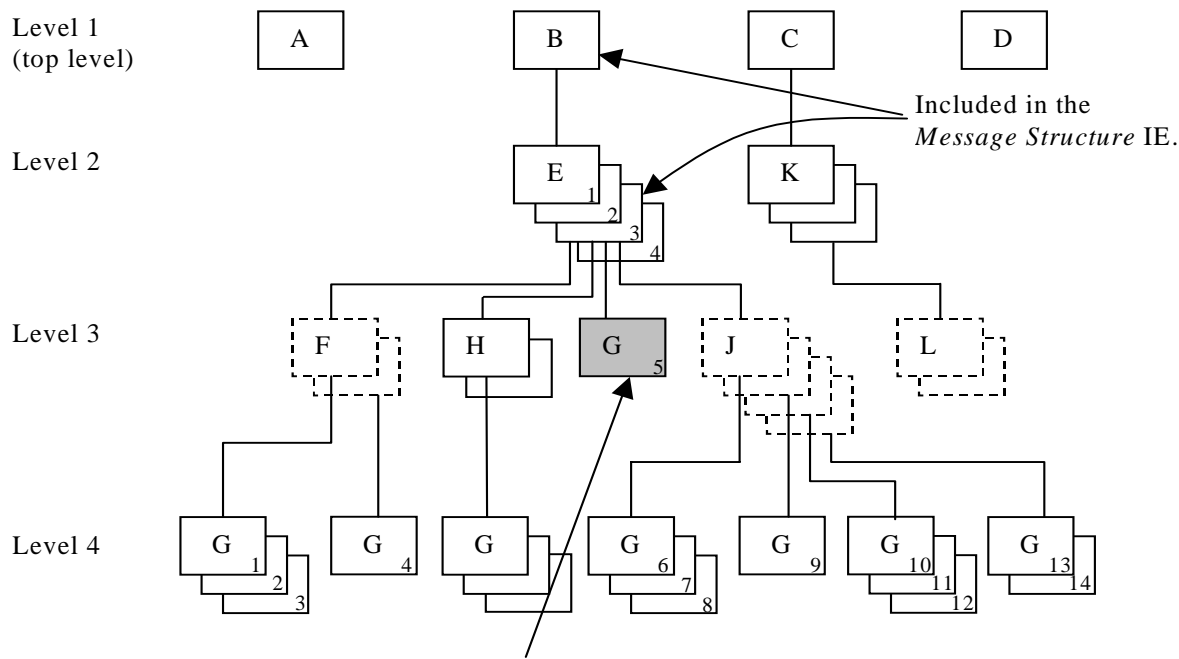 Level 1
(top level)
A
B
C
D
Included in the
Message Structure IE.
Level 2
E
1
2
3
4
K
Level 3
F
H
G
5
J
L
Level 4
G
1
2
3
G
4
G
G
6
7
8
G
9
G
10
11
12
G
13
14